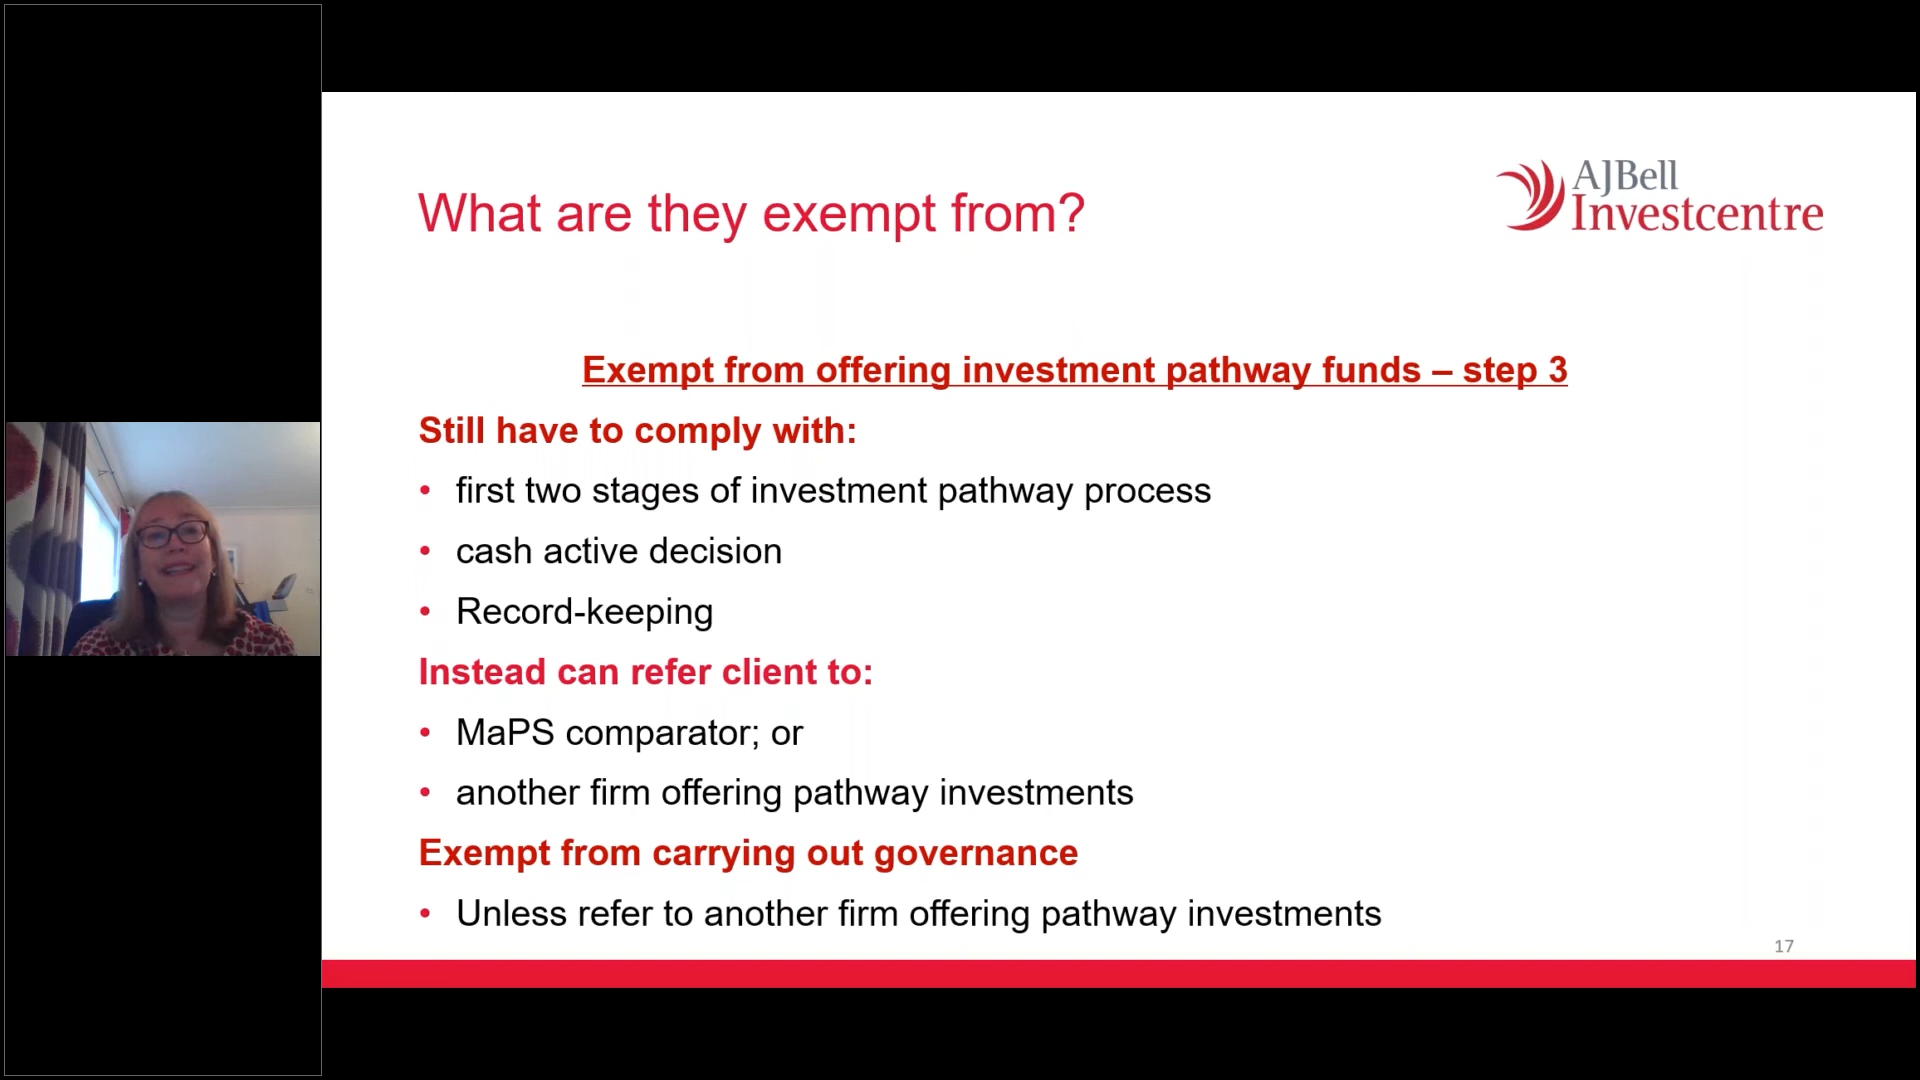 What are they exempt from?
AJBell
Investcentre
Exempt from offering investment pathway funds – step 3
Still have to comply with:
• first two stages of investment pathway process
• cash active decision
• Record-keeping
Instead can refer client to:
• MaPS comparator; or
• another firm offering pathway investments
Exempt from carrying out governance
• Unless refer to another firm offering pathway investments
17